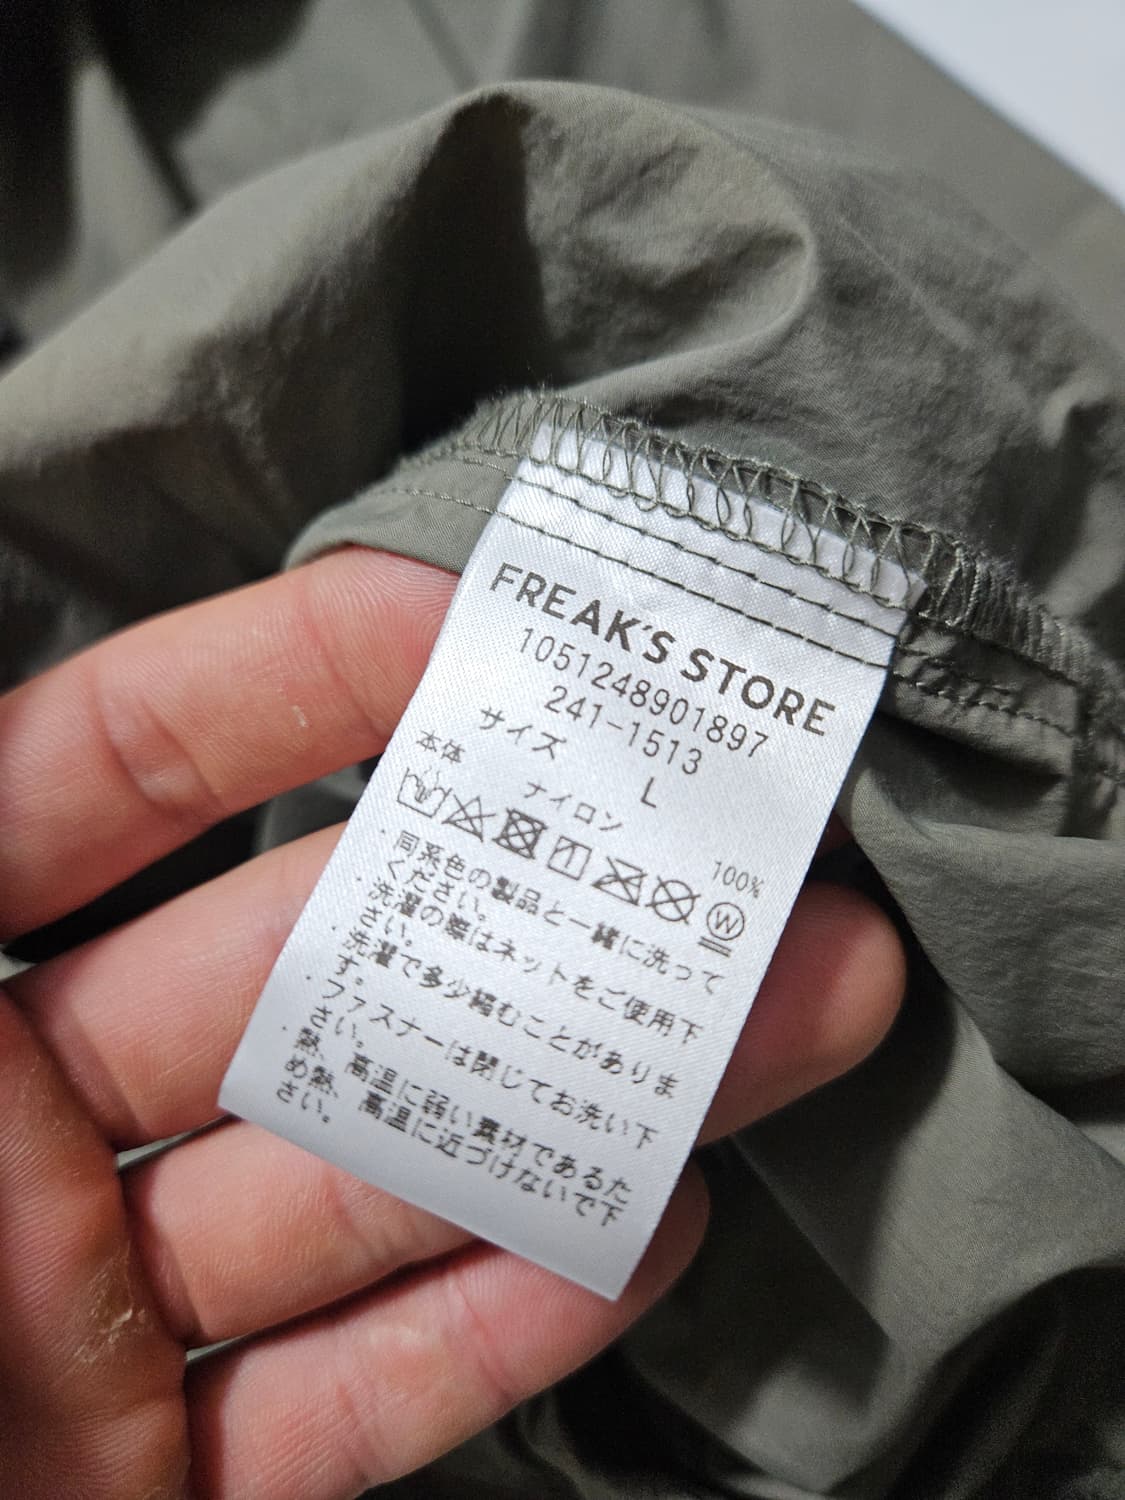 FREAK'S STORE
1051248901897
241-1513
サイズ L
本体 ナイロン 100%
W
・同系色の製品と一緒に洗って
ください。
・洗濯の際はネットをご使用下
さい。
・洗濯で多少縮むことがありま
す。
・ファスナーは閉じてお洗い下
さい。
・熱、高温に弱い素材であるた
め熱、高温に近づけないで下
さい。